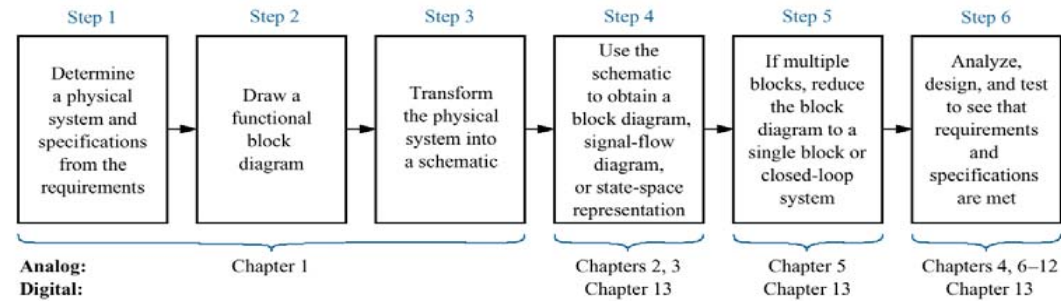 Step 1
Determine
a physical
system and
specifications
from the
requirements
Step 2
Draw a
functional
block
diagram
Step 3
Transform
the physical
system into
a schematic
Step 4
Use the
schematic
to obtain a
block diagram,
signal-flow
diagram,
or state-space
representation
Step 5
If multiple
blocks, reduce
the block
diagram to a
single block or
closed-loop
system
Step 6
Analyze,
design, and test
to see that
requirements
and
specifications
are met
Analog: Chapter 1 Chapters 2, 3 Chapter 5 Chapters 4, 6–12
Digital: Chapter 13 Chapter 13 Chapter 13